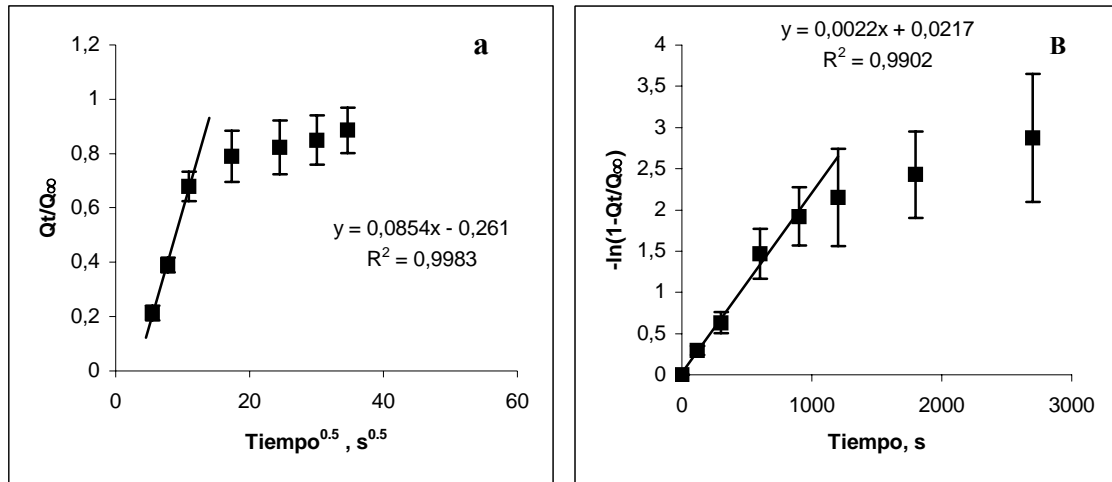 a
1,2
1
0,8
0,6
0,4
0,2
0
0 20 40 60
Qt/Q∞
Tiempo^0.5 , s^0.5
y = 0,0854x - 0,261
R² = 0,9983
B
y = 0,0022x + 0,0217
R² = 0,9902
4
3,5
3
2,5
2
1,5
1
0,5
0
0 1000 2000 3000
-ln(1-Qt/Q∞)
Tiempo, s